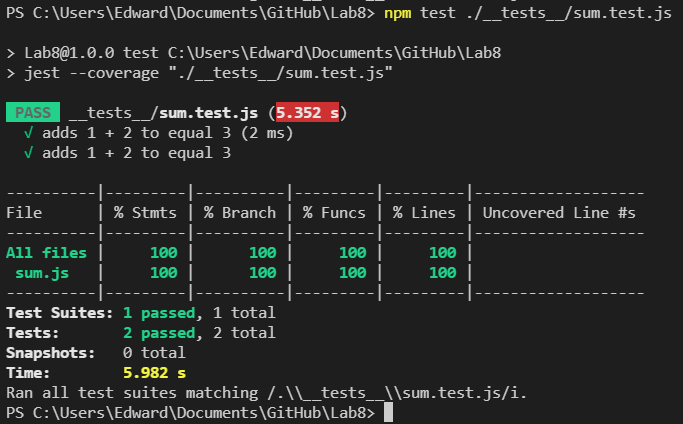 PS C:\Users\Edward\Documents\GitHub\Lab8> npm test ./__tests__/sum.test.js
> Lab8@1.0.0 test C:\Users\Edward\Documents\GitHub\Lab8
> jest --coverage "./__tests__/sum.test.js"
PASS __tests__/sum.test.js (5.352 s)
√ adds 1 + 2 to equal 3 (2 ms)
√ adds 1 + 2 to equal 3
----------|---------|----------|---------|---------|-------------------
File      | % Stmts | % Branch | % Funcs | % Lines | Uncovered Line #s
----------|---------|----------|---------|---------|-------------------
All files |     100 |      100 |     100 |     100 |
 sum.js   |     100 |      100 |     100 |     100 |
----------|---------|----------|---------|---------|-------------------
Test Suites: 1 passed, 1 total
Tests:       2 passed, 2 total
Snapshots:   0 total
Time:        5.982 s
Ran all test suites matching /.\\__tests__\\sum.test.js/i.
PS C:\Users\Edward\Documents\GitHub\Lab8>